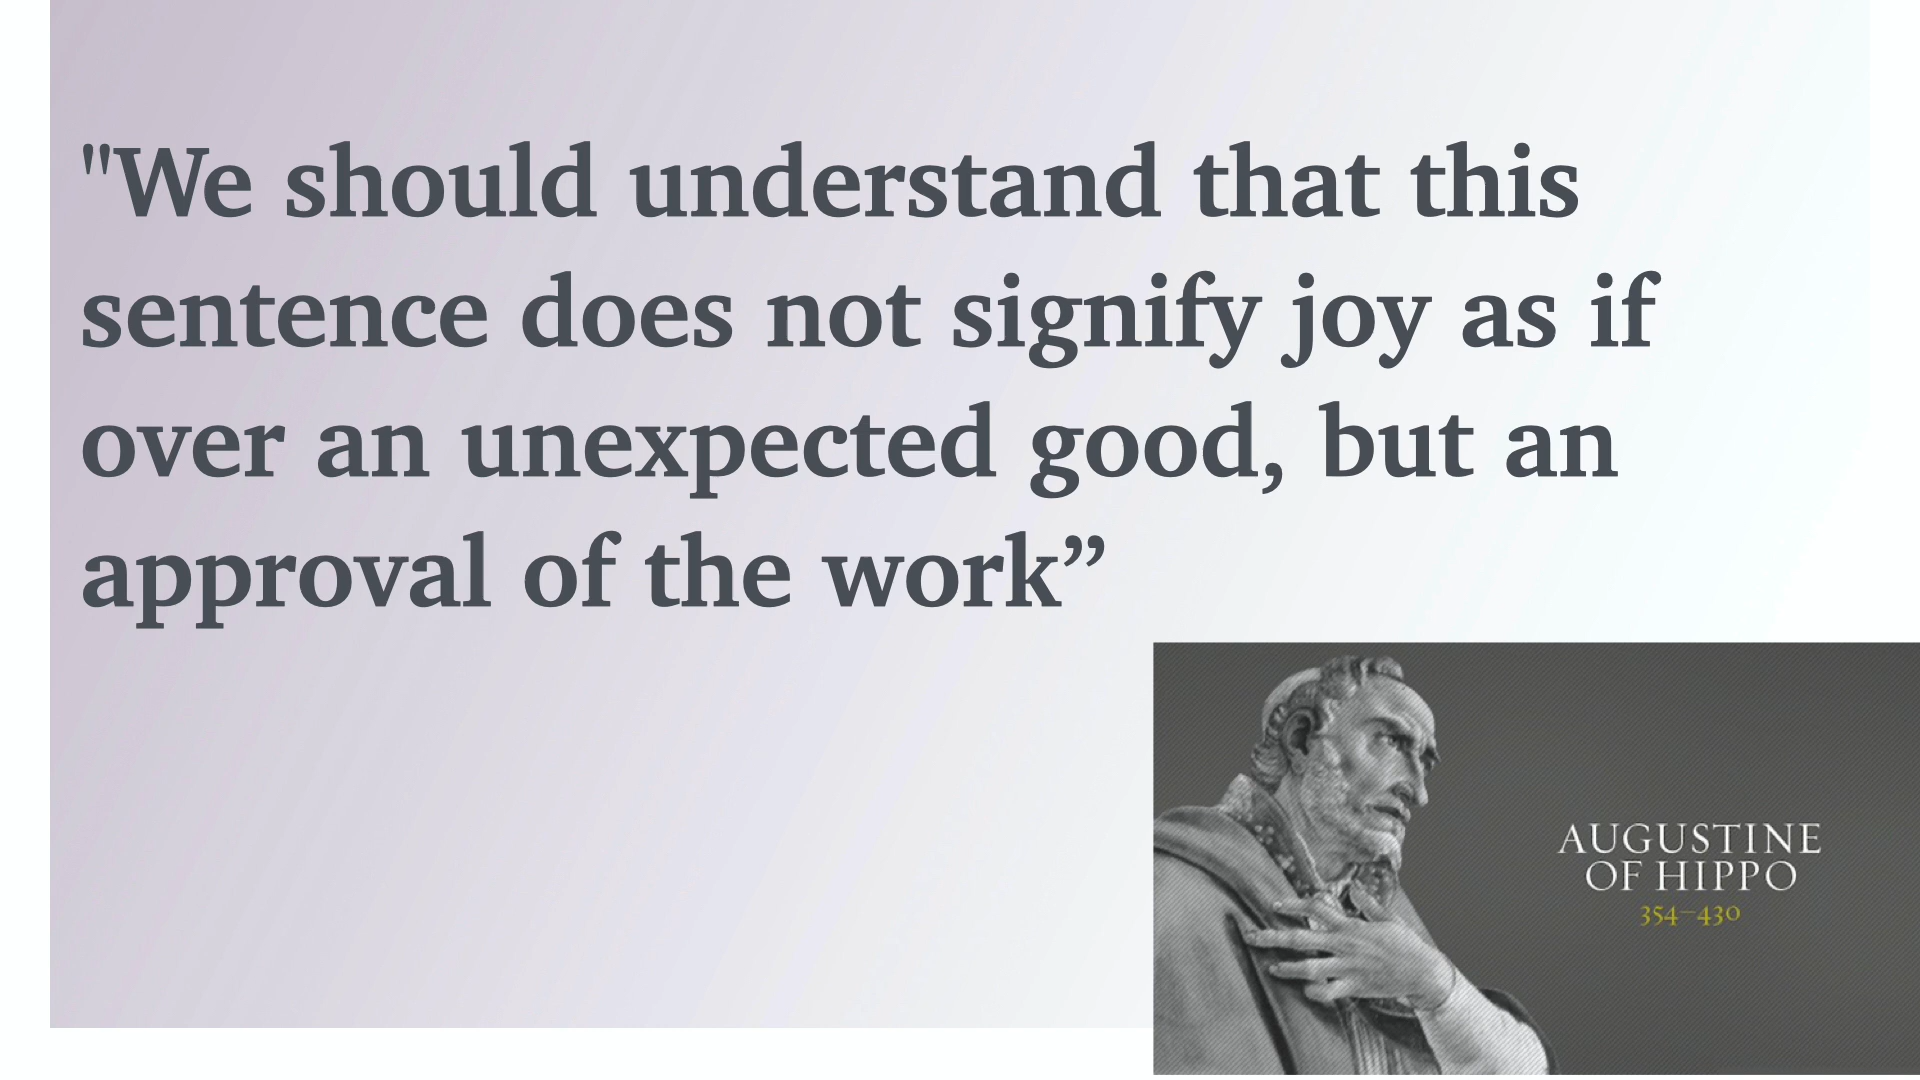 "We should understand that this
sentence does not signify joy as if
over an unexpected good, but an
approval of the work”
AUGUSTINE
OF HIPPO
354–430